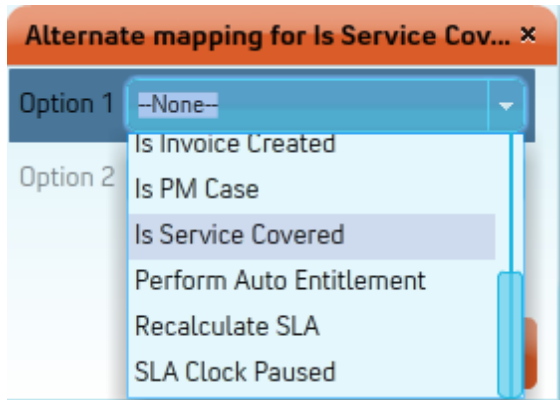 Alternate mapping for Is Service Cov... ×
Option 1 --None--
Is Invoice Created
Option 2
Is PM Case
Is Service Covered
Perform Auto Entitlement
Recalculate SLA
SLA Clock Paused